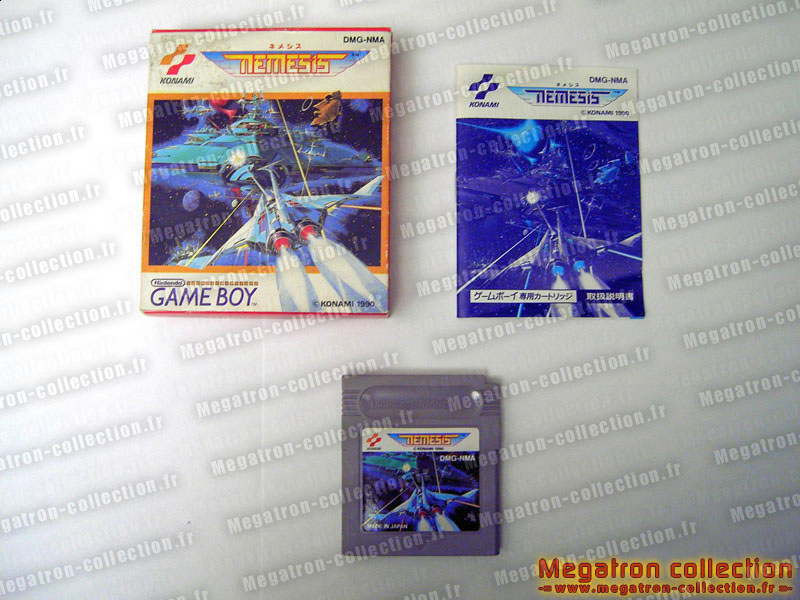 DMG-NMA
ネメシス
NEMESIS
KONAMI
Nintendo
GAME BOY
TM
© KONAMI 1990
DMG-NMA
ネメシス
NEMESIS
KONAMI
© KONAMI 1990
ゲームボーイ専用カートリッジ 取扱説明書
NEMESIS
KONAMI
© KONAMI 1990
DMG-NMA
MADE IN JAPAN
Megatron-collection.fr
Megatron collection
www.megatron-collection.fr